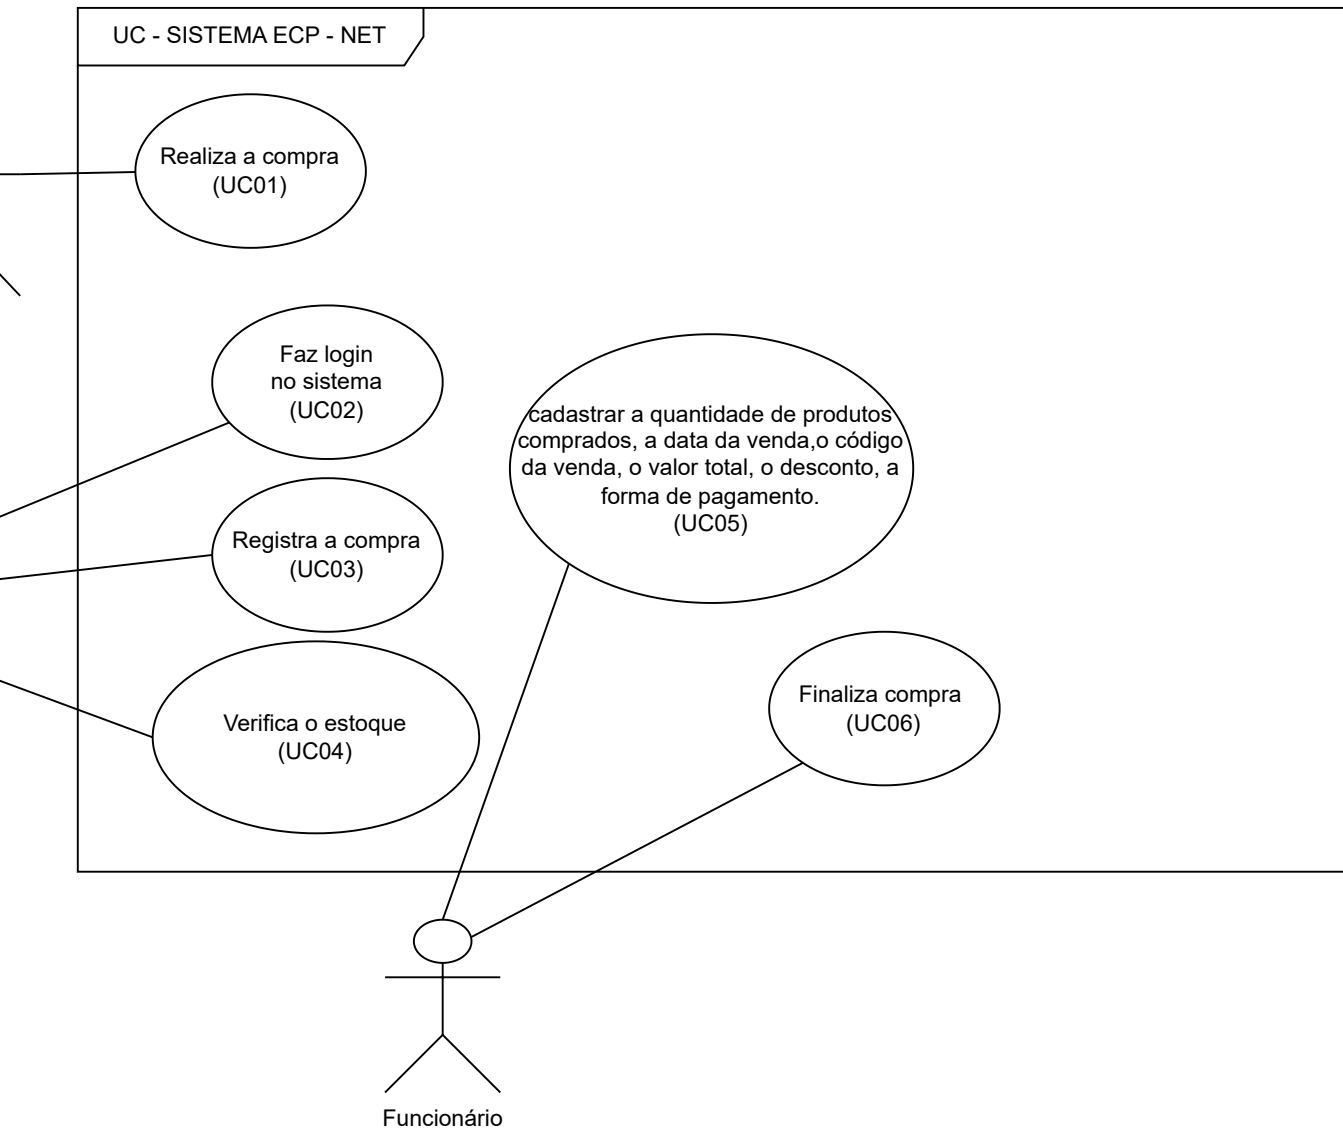 UC - SISTEMA ECP - NET
Realiza a compra
(UC01)
Faz login
no sistema
(UC02)
cadastrar a quantidade de produtos
comprados, a data da venda,o código
da venda, o valor total, o desconto, a
forma de pagamento.
(UC05)
Registra a compra
(UC03)
Verifica o estoque
(UC04)
Finaliza compra
(UC06)
Funcionário